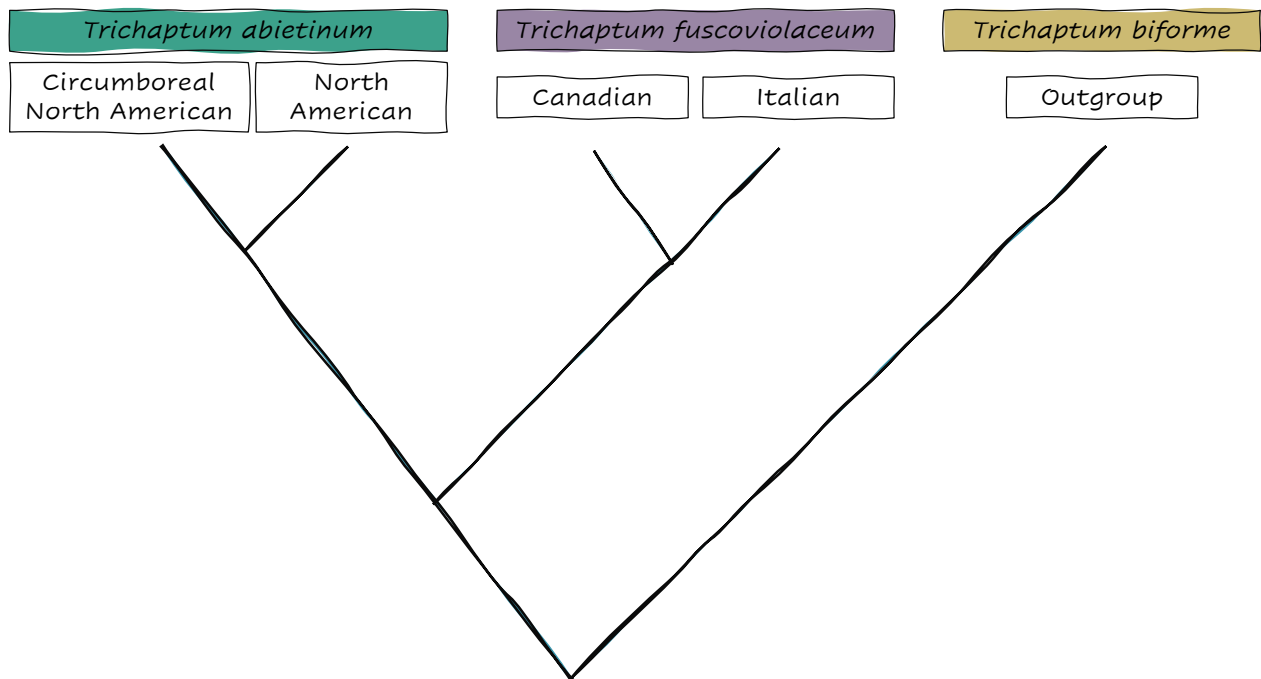 Trichaptum abietinum
Trichaptum fuscoviolaceum
Trichaptum biforme
Circumboreal
North American
North
American
Canadian
Italian
Outgroup